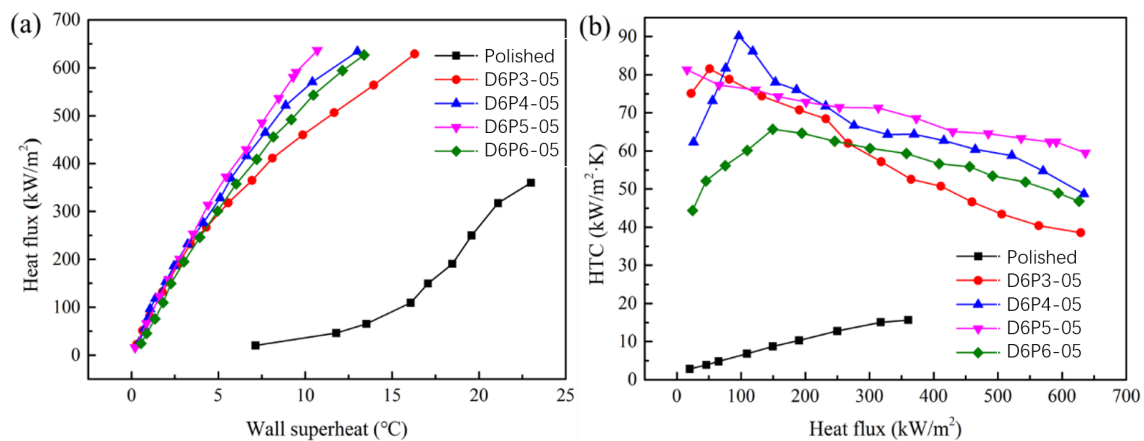 (a)
700
600
500
400
300
200
100
0
Heat flux (kW/m²)
Polished
D6P3-05
D6P4-05
D6P5-05
D6P6-05
0 5 10 15 20 25
Wall superheat (℃)
(b)
90
80
70
60
50
40
30
20
10
0
HTC (kW/m²·K)
Polished
D6P3-05
D6P4-05
D6P5-05
D6P6-05
0 100 200 300 400 500 600 700
Heat flux (kW/m²)